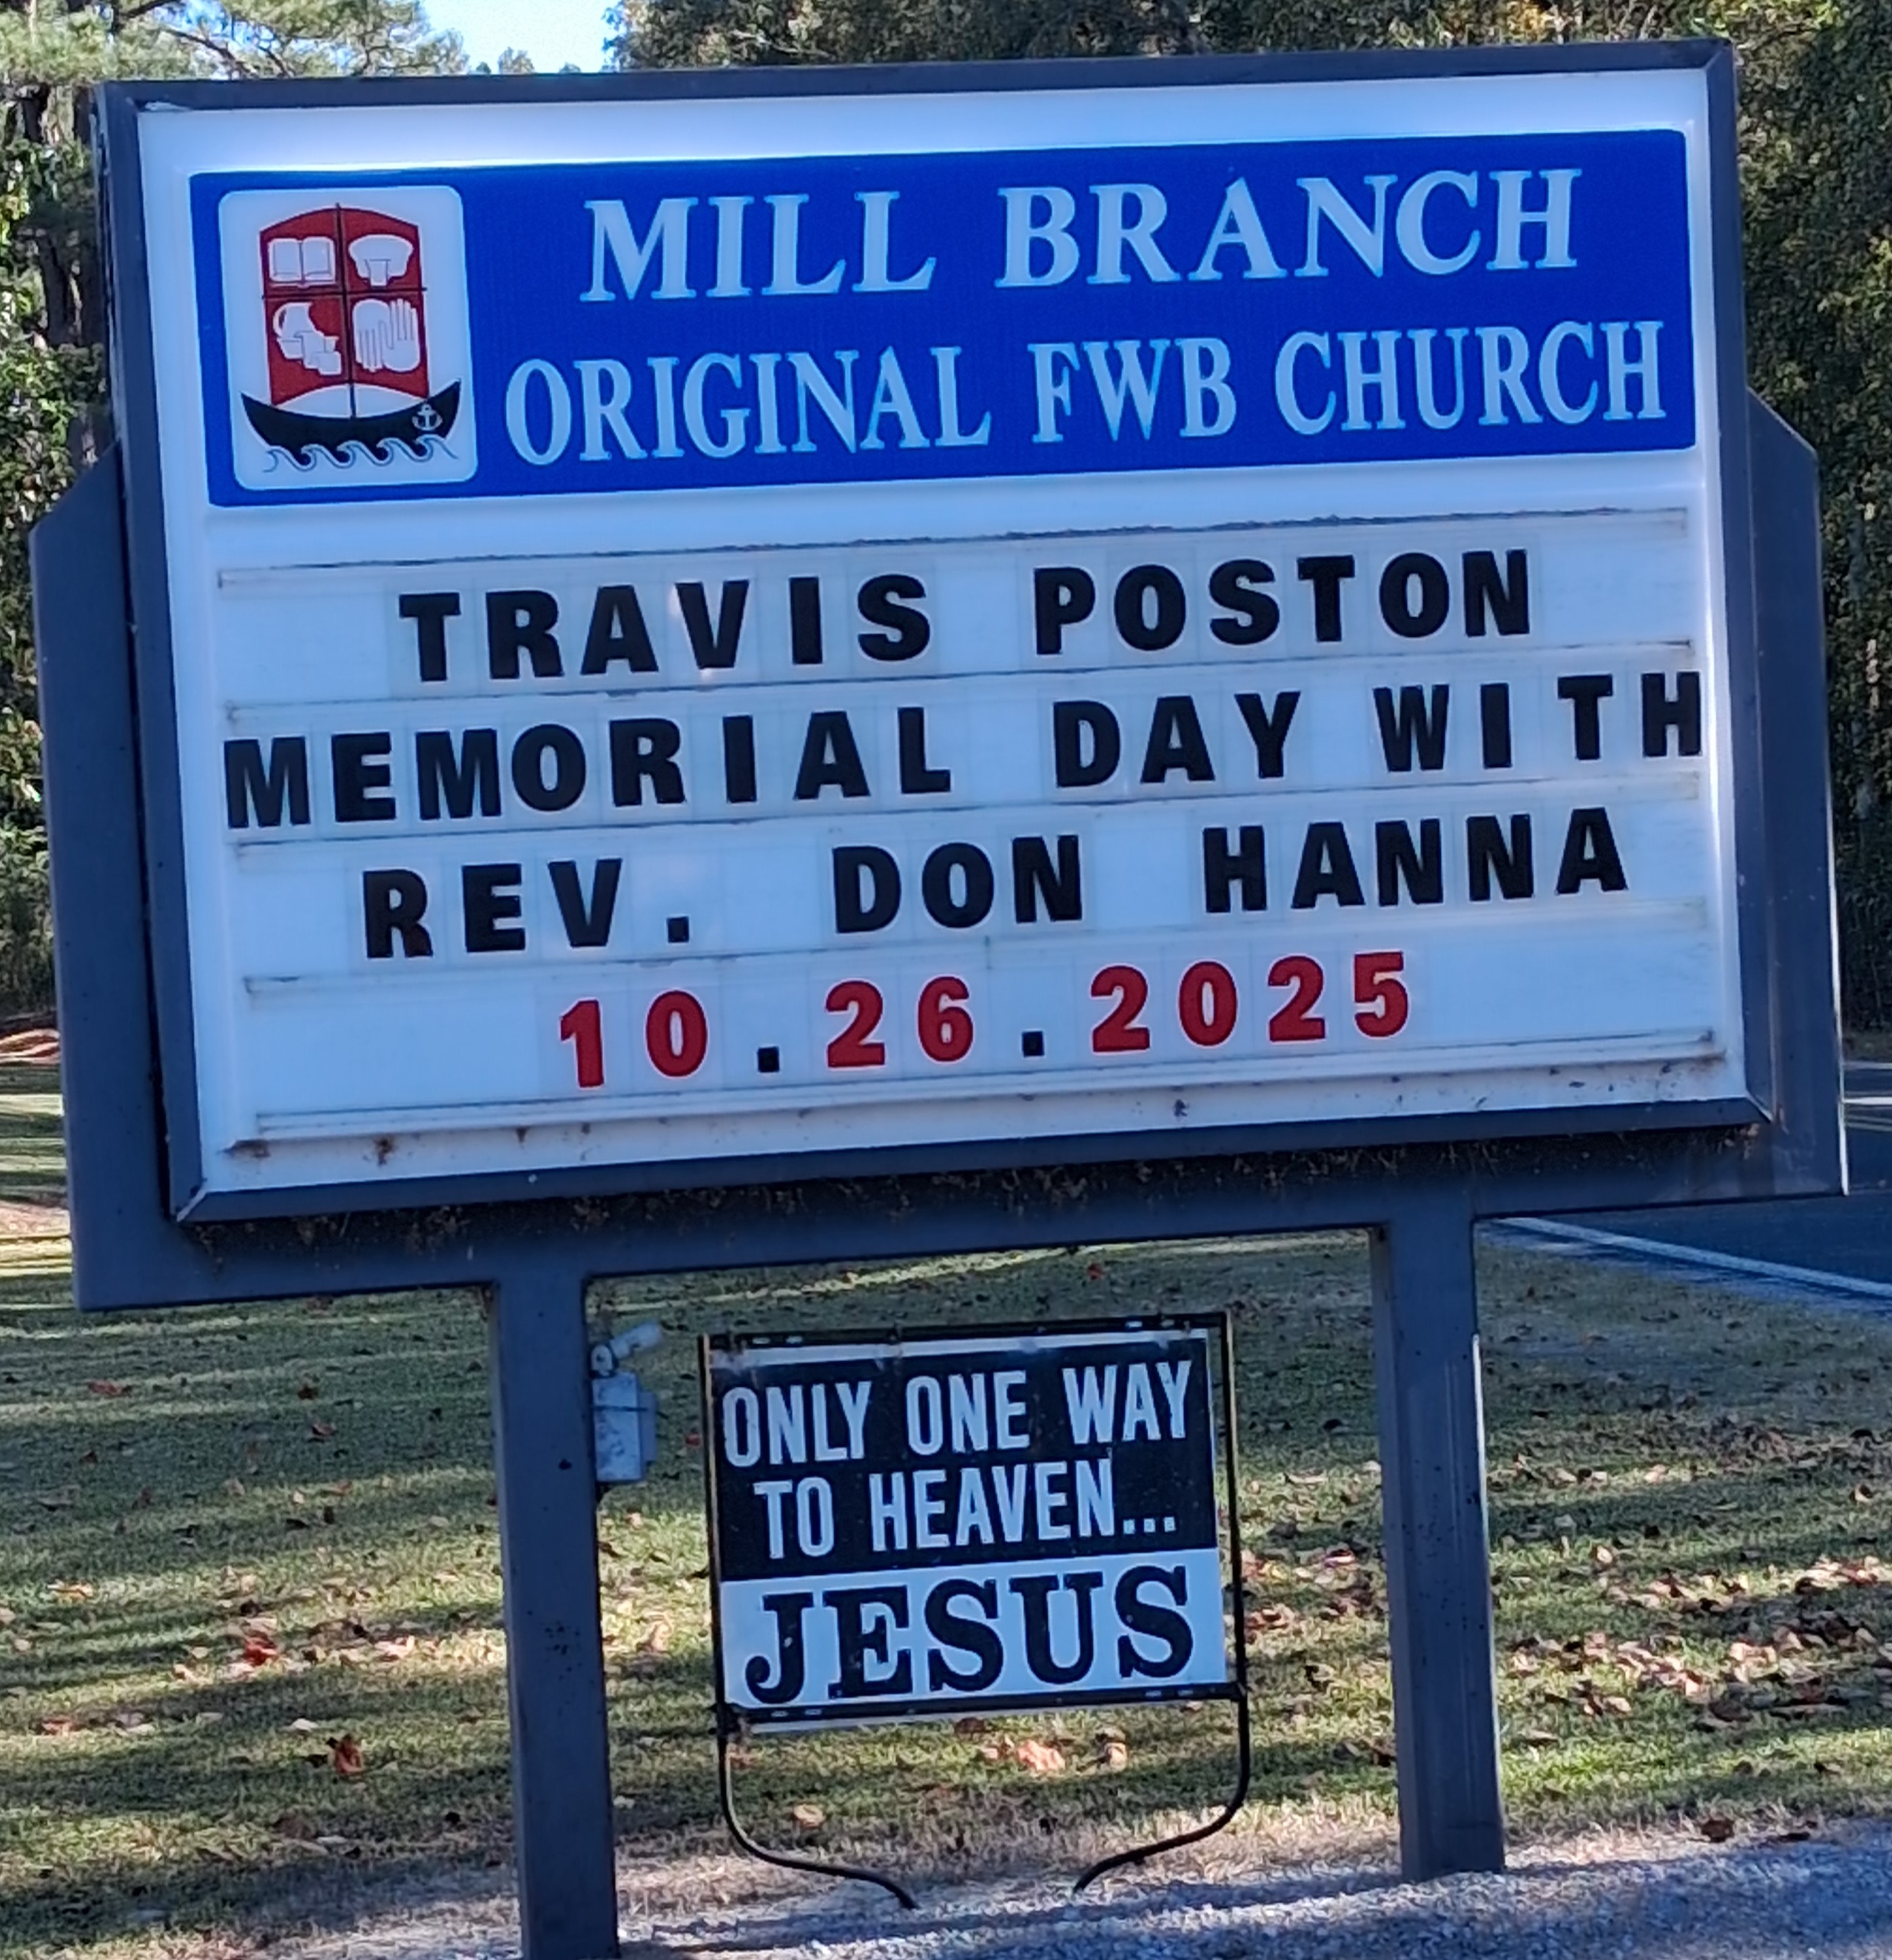 MILL BRANCH
ORIGINAL FWB CHURCH
TRAVIS POSTON
MEMORIAL DAY WITH
REV. DON HANNA
10.26.2025
ONLY ONE WAY
TO HEAVEN...
JESUS